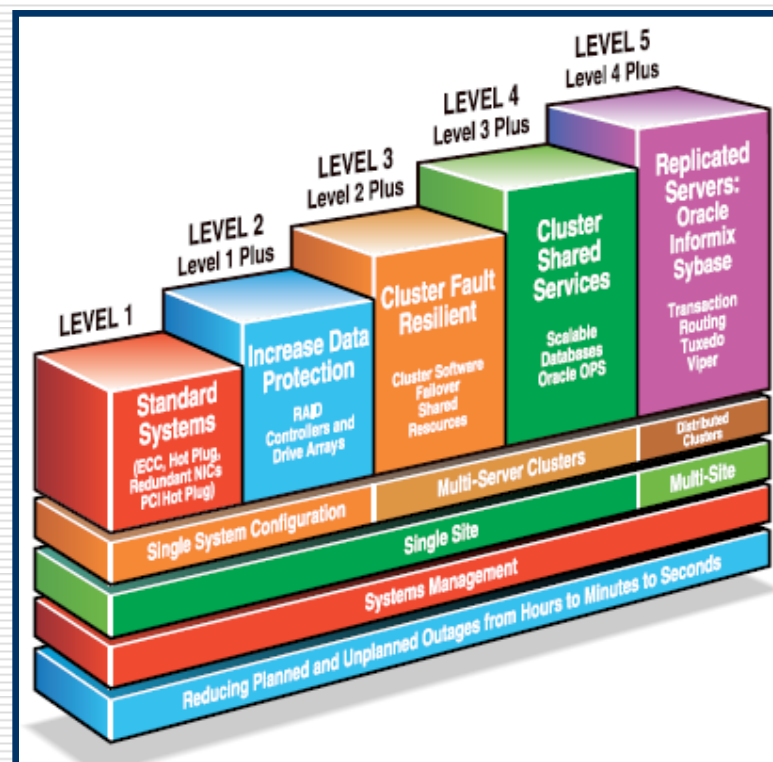 LEVEL 1
LEVEL 2
Level 1 Plus
LEVEL 3
Level 2 Plus
LEVEL 4
Level 3 Plus
LEVEL 5
Level 4 Plus
Standard
Systems
(ECC, Hot Plug,
Redundant NICs
PCI Hot Plug)
Increase Data
Protection
RAID
Controllers and
Drive Arrays
Cluster Fault
Resilient
Cluster Software
Failover
Shared
Resources
Cluster
Shared
Services
Scalable
Databases
Oracle OPS
Replicated
Servers:
Oracle
Informix
Sybase
Transaction
Routing
Tuxedo
Viper
Single System Configuration
Multi-Server Clusters
Distributed
Clusters
Single Site
Multi-Site
Systems Management
Reducing Planned and Unplanned Outages from Hours to Minutes to Seconds